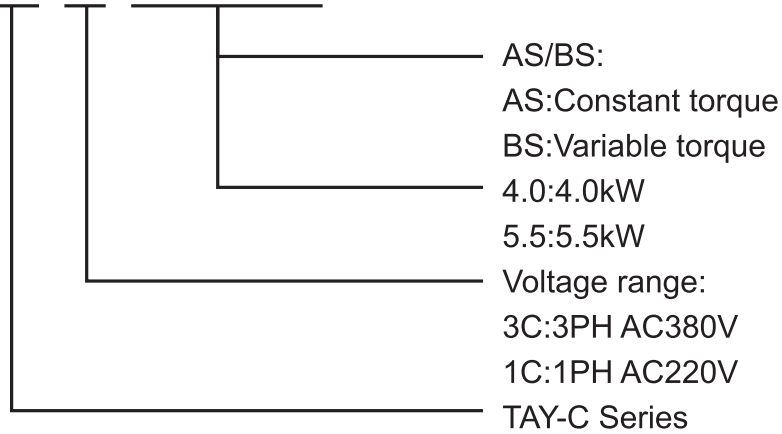 AS/BS:
AS:Constant torque
BS:Variable torque
4.0:4.0kW
5.5:5.5kW
Voltage range:
3C:3PH AC380V
1C:1PH AC220V
TAY-C Series